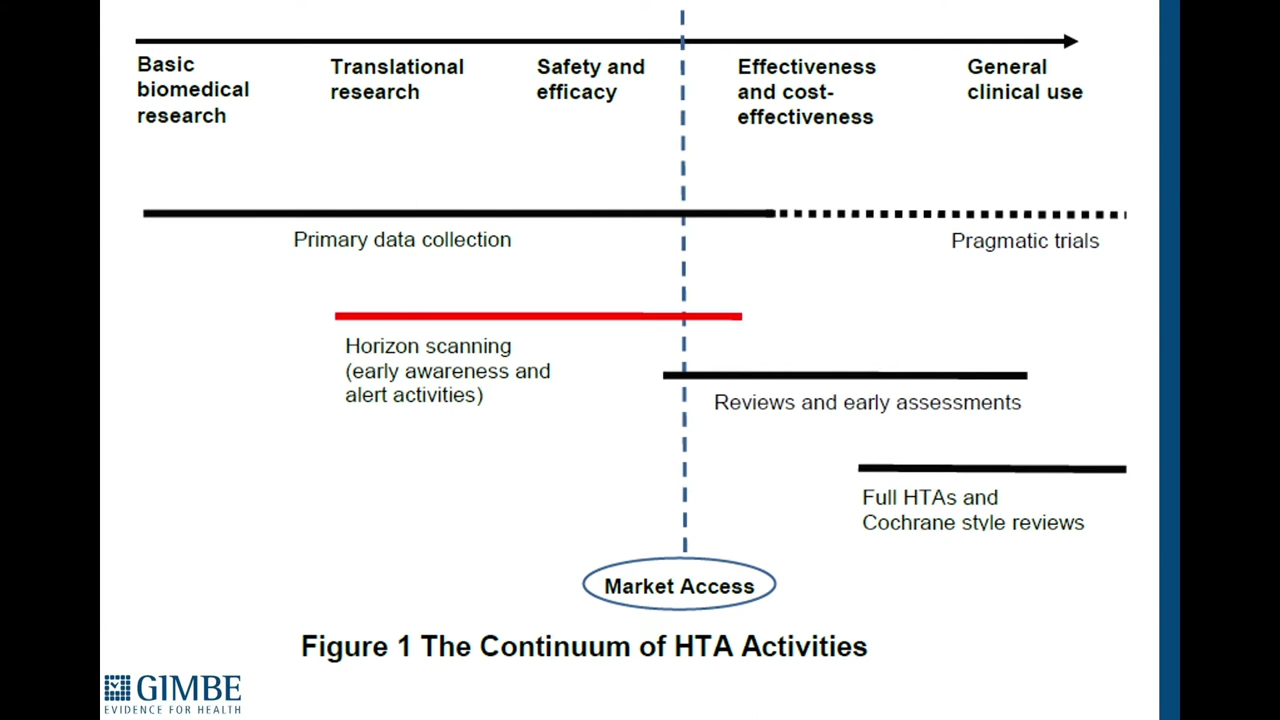 Basic
biomedical
research
Translational
research
Safety and
efficacy
Effectiveness
and cost-
effectiveness
General
clinical use
Primary data collection
Pragmatic trials
Horizon scanning
(early awareness and
alert activities)
Reviews and early assessments
Full HTAs and
Cochrane style reviews
Market Access
Figure 1 The Continuum of HTA Activities
GIMBE
EVIDENCE FOR HEALTH